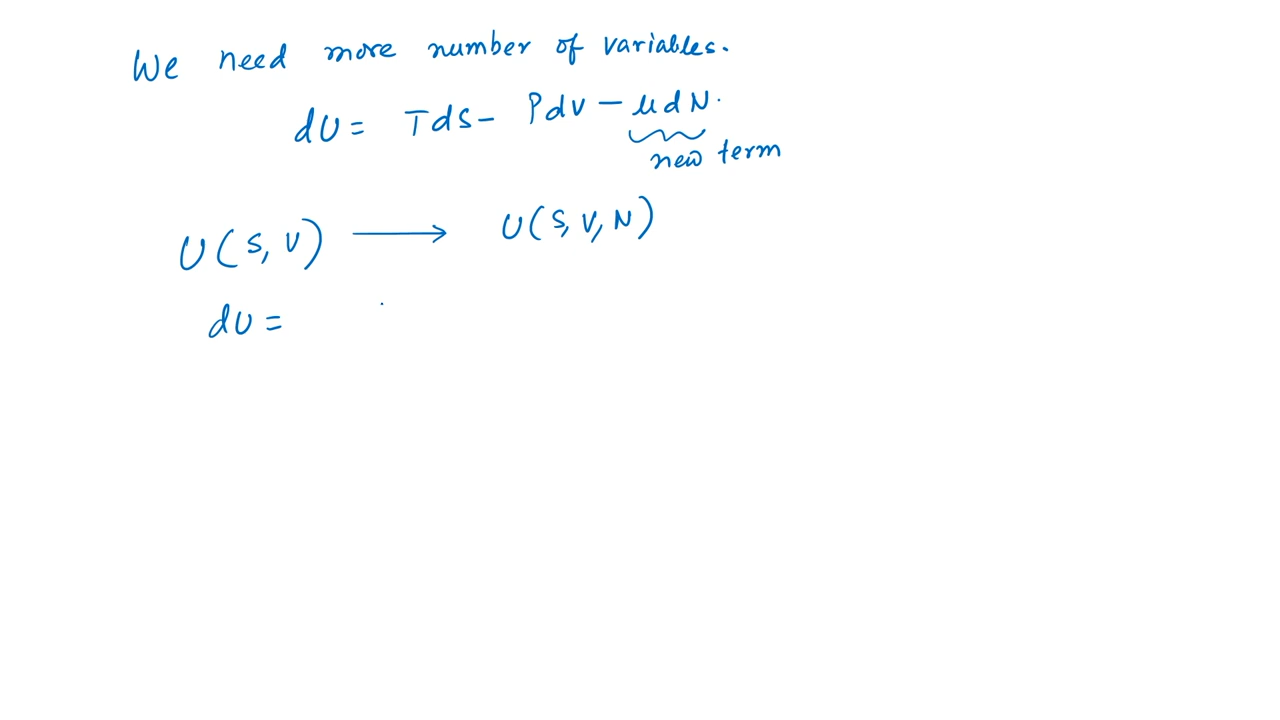 We need more number of variables.
dU = Tds - Pdv - μdN.
new term
U(S, V) → U(S, V, N)
dU =